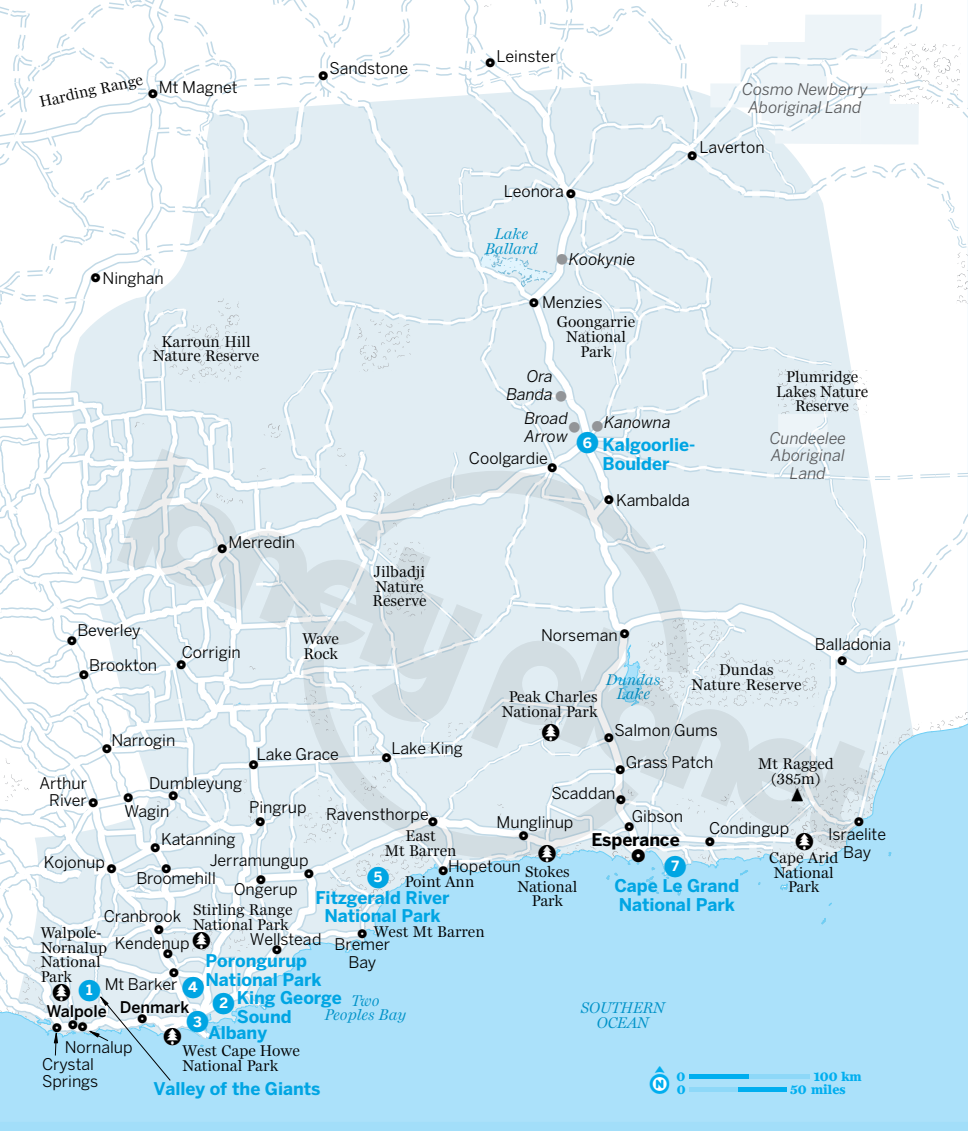 Leinster
Sandstone
Harding Range
Mt Magnet
Cosmo Newberry
Aboriginal Land
Laverton
Leonora
Lake
Ballard
Kookynie
Ninghan
Menzies
Goongarrie
National
Park
Karroun Hill
Nature Reserve
Ora
Banda
Plumridge
Lakes Nature
Reserve
Broad
Arrow
Kanowna
6
Kalgoorlie-
Boulder
Cundeelee
Aboriginal
Land
Coolgardie
Kambalda
lonely planet
Merredin
Jilbadji
Nature
Reserve
Beverley
Brookton
Corrigin
Wave
Rock
Norseman
Balladonia
Dundas
Nature Reserve
Dundas
Lake
Peak Charles
National Park
Salmon Gums
Narrogin
Lake Grace
Lake King
Grass Patch
Mt Ragged
(385m)
Arthur
River
Dumbleyung
Wagin
Pingrup
Ravensthorpe
Scaddan
Gibson
Munglinup
Esperance
Condingup
Israelite
Bay
Katanning
East
Mt Barren
Kojonup
Broomehill
Jerramungup
Ongerup
Hopetoun
Point Ann
Stokes
National
Park
7
Cape Le Grand
National Park
Cape Arid
National
Park
5
Fitzgerald River
National Park
West Mt Barren
Cranbrook
Stirling Range
National Park
Kendenup
Wellstead
Bremer
Bay
Walpole-
Nornalup
National
Park
Porongurup
National Park
1
Mt Barker
4
2
King George
Sound
Two
Peoples Bay
SOUTHERN
OCEAN
Walpole
Denmark
3
Albany
Nornalup
Crystal
Springs
West Cape Howe
National Park
Valley of the Giants
N
0
100 km
0
50 miles